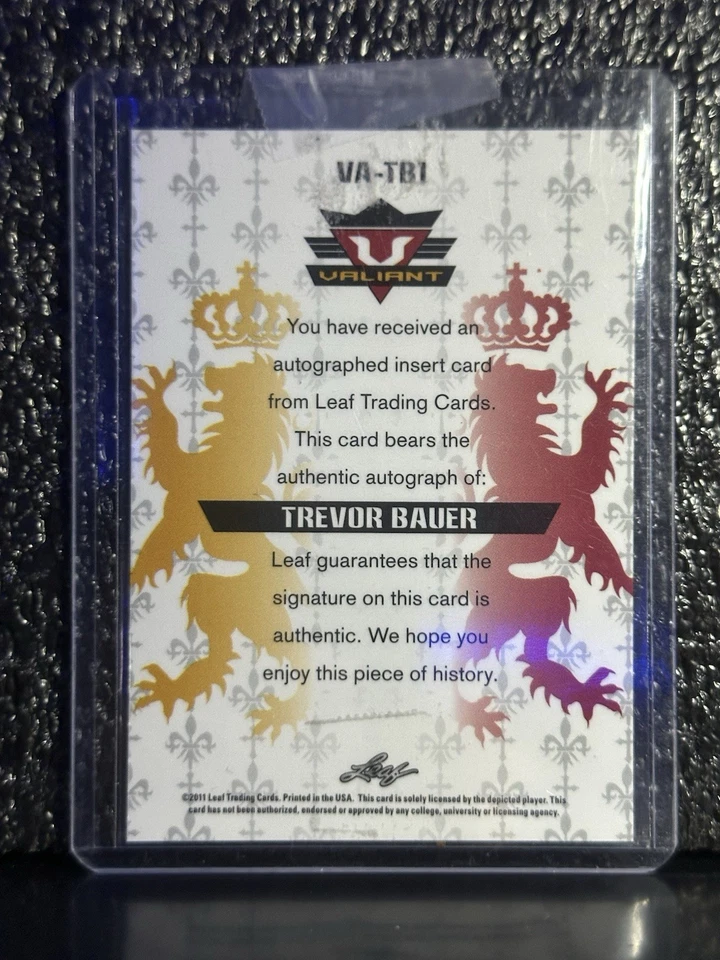 VA-TB1
VALIANT
You have received an
autographed insert card
from Leaf Trading Cards.
This card bears the
authentic autograph of:
TREVOR BAUER
Leaf guarantees that the
signature on this card is
authentic. We hope you
enjoy this piece of history.
Leaf
©2011 Leaf Trading Cards. Printed in the USA. This card is solely licensed by the depicted player. This
card has not been authorized, endorsed or approved by any college, university or licensing agency.